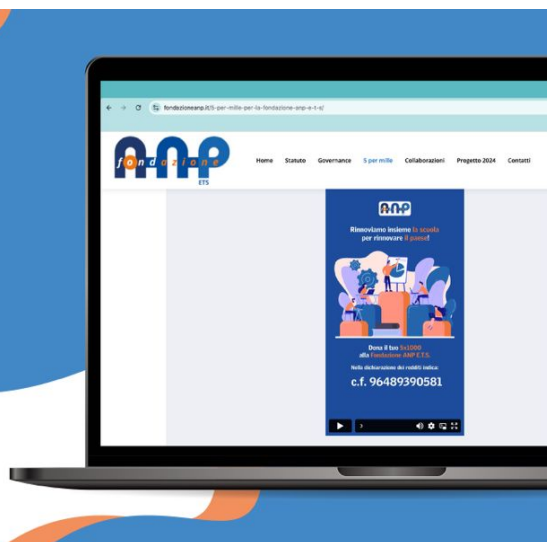 fondazioneanp.it/5-per-mille-per-la-fondazione-anp-e-t-s/
ANP
fondazione
ETS
Home Statuto Governance 5 per mille Collaborazioni Progetto 2024 Contatti
ANP
Rinnoviamo insieme la scuola
per rinnovare il paese!
Dona il tuo 5x1000
alla Fondazione ANP E.T.S.
Nella dichiarazione dei redditi indica:
c.f. 96489390581